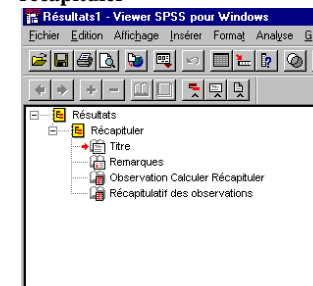 Résultats1 - Viewer SPSS pour Windows
Fichier Edition Affichage Insérer Format Analyse G
Résultats
Récapituler
Titre
Remarques
Observation Calculer Récapituler
Récapitulatif des observations